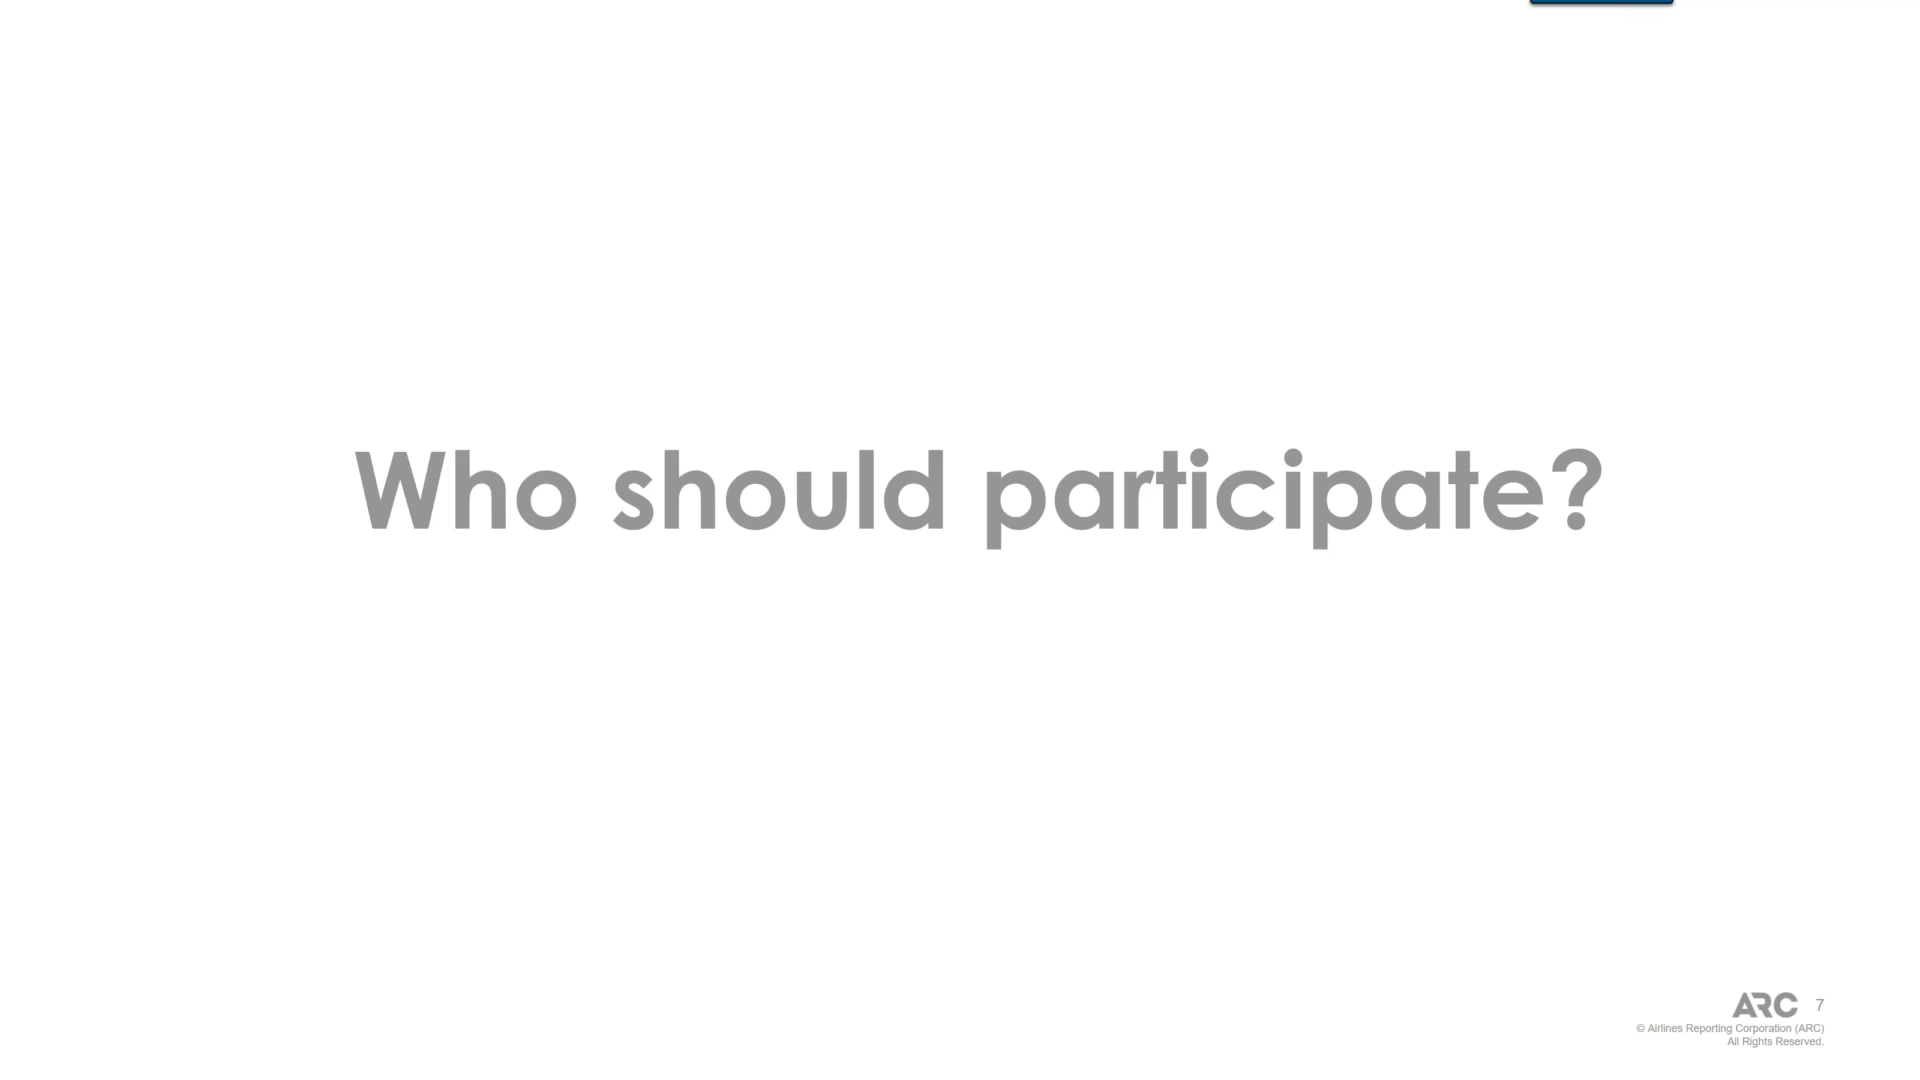 Who should participate?
ARC 7
© Airlines Reporting Corporation (ARC)
All Rights Reserved.